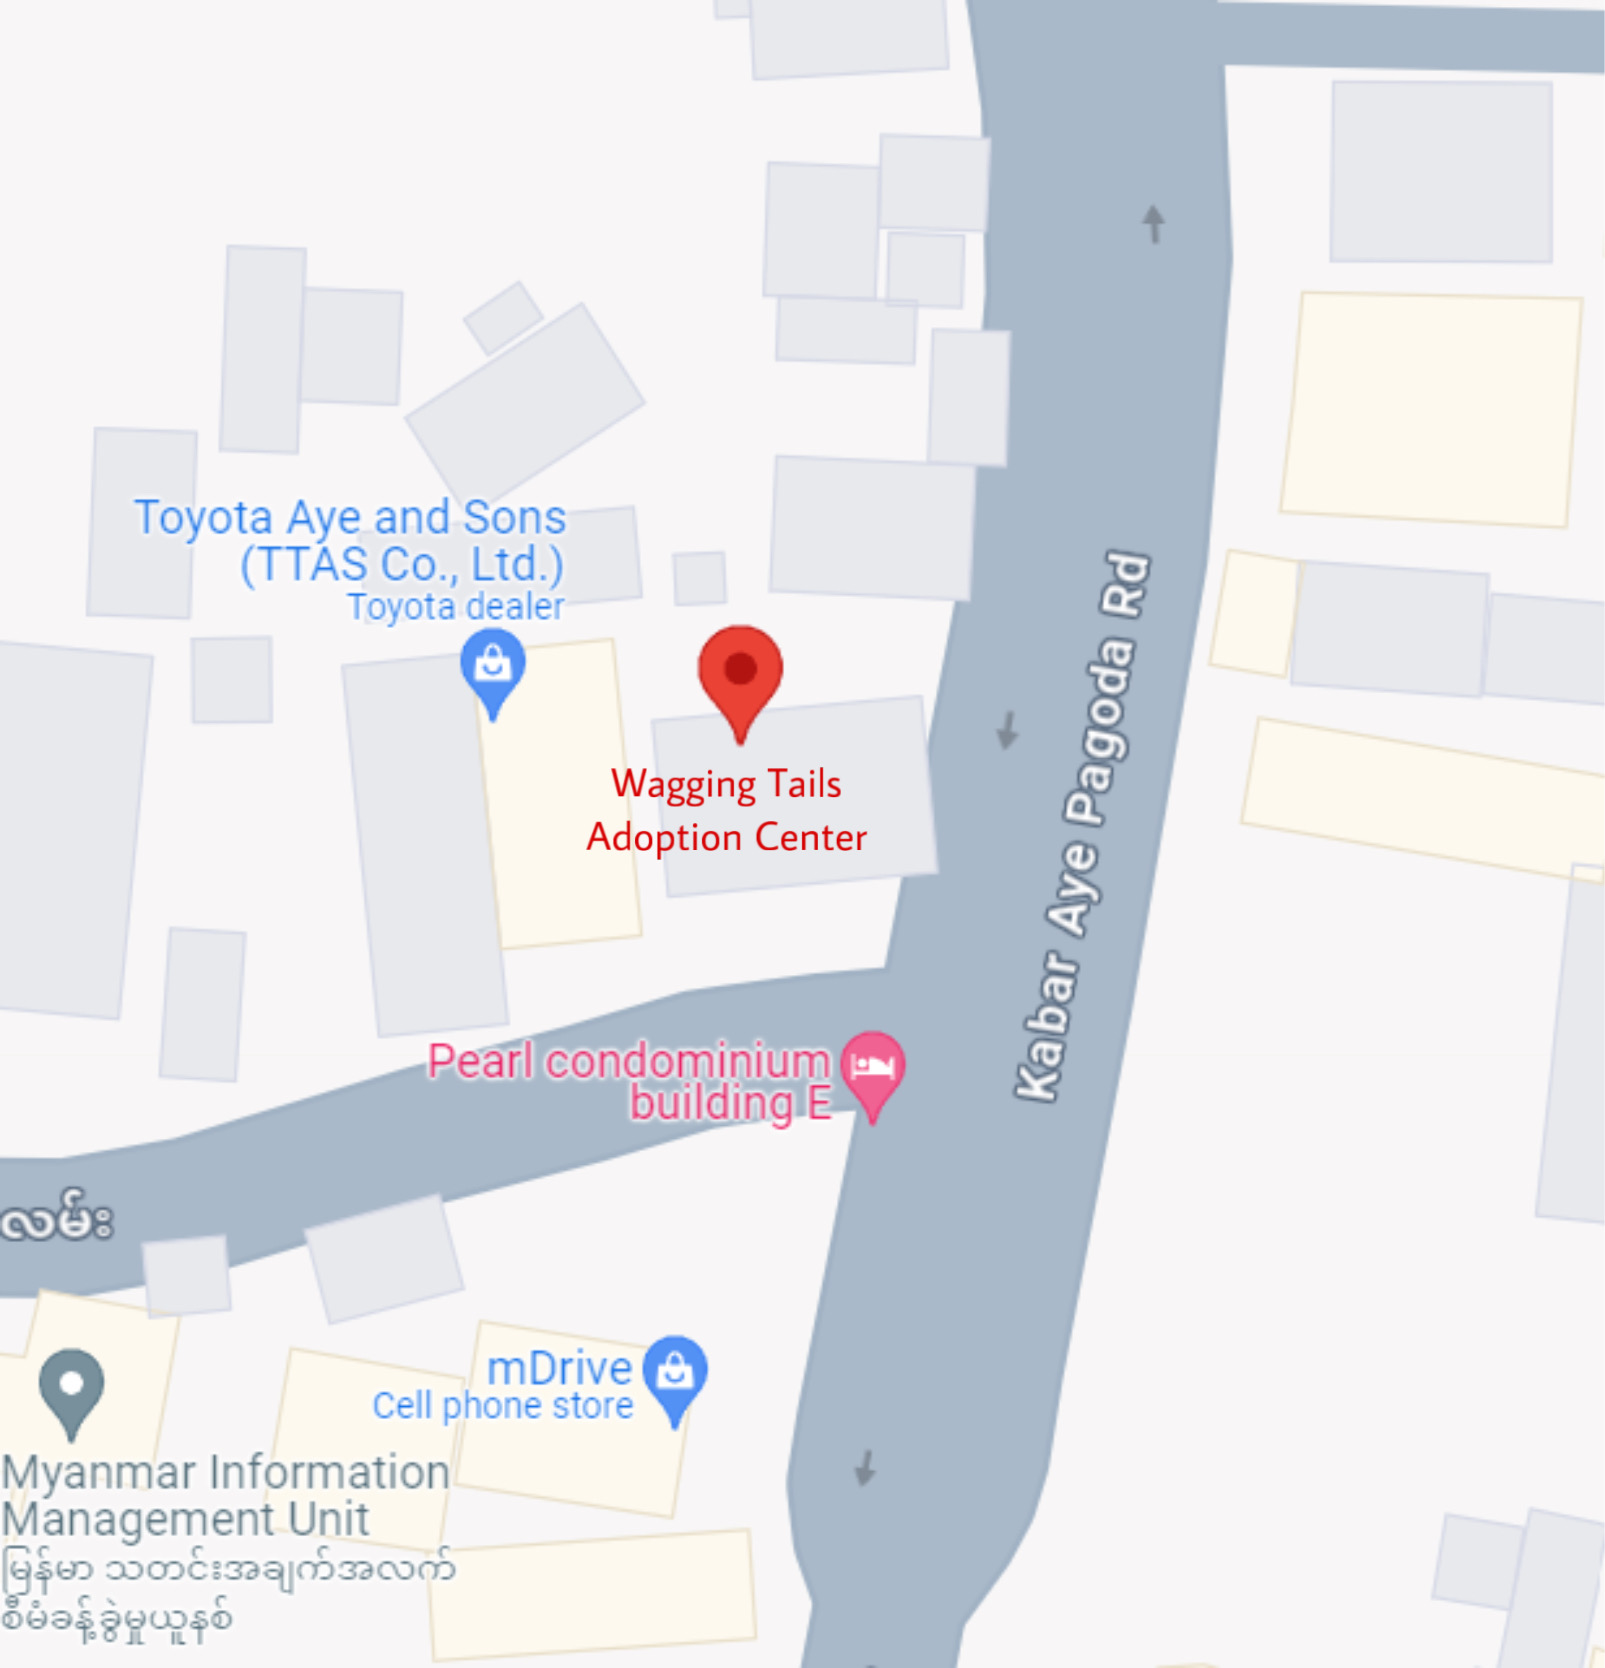 Toyota Aye and Sons
(TTAS Co., Ltd.)
Toyota dealer
Wagging Tails
Adoption Center
Kabar Aye Pagoda Rd
Pearl condominium
building E
လမ်း
mDrive
Cell phone store
Myanmar Information
Management Unit
မြန်မာ သတင်းအချက်အလက်
စီမံခန့်ခွဲမှုယူနစ်